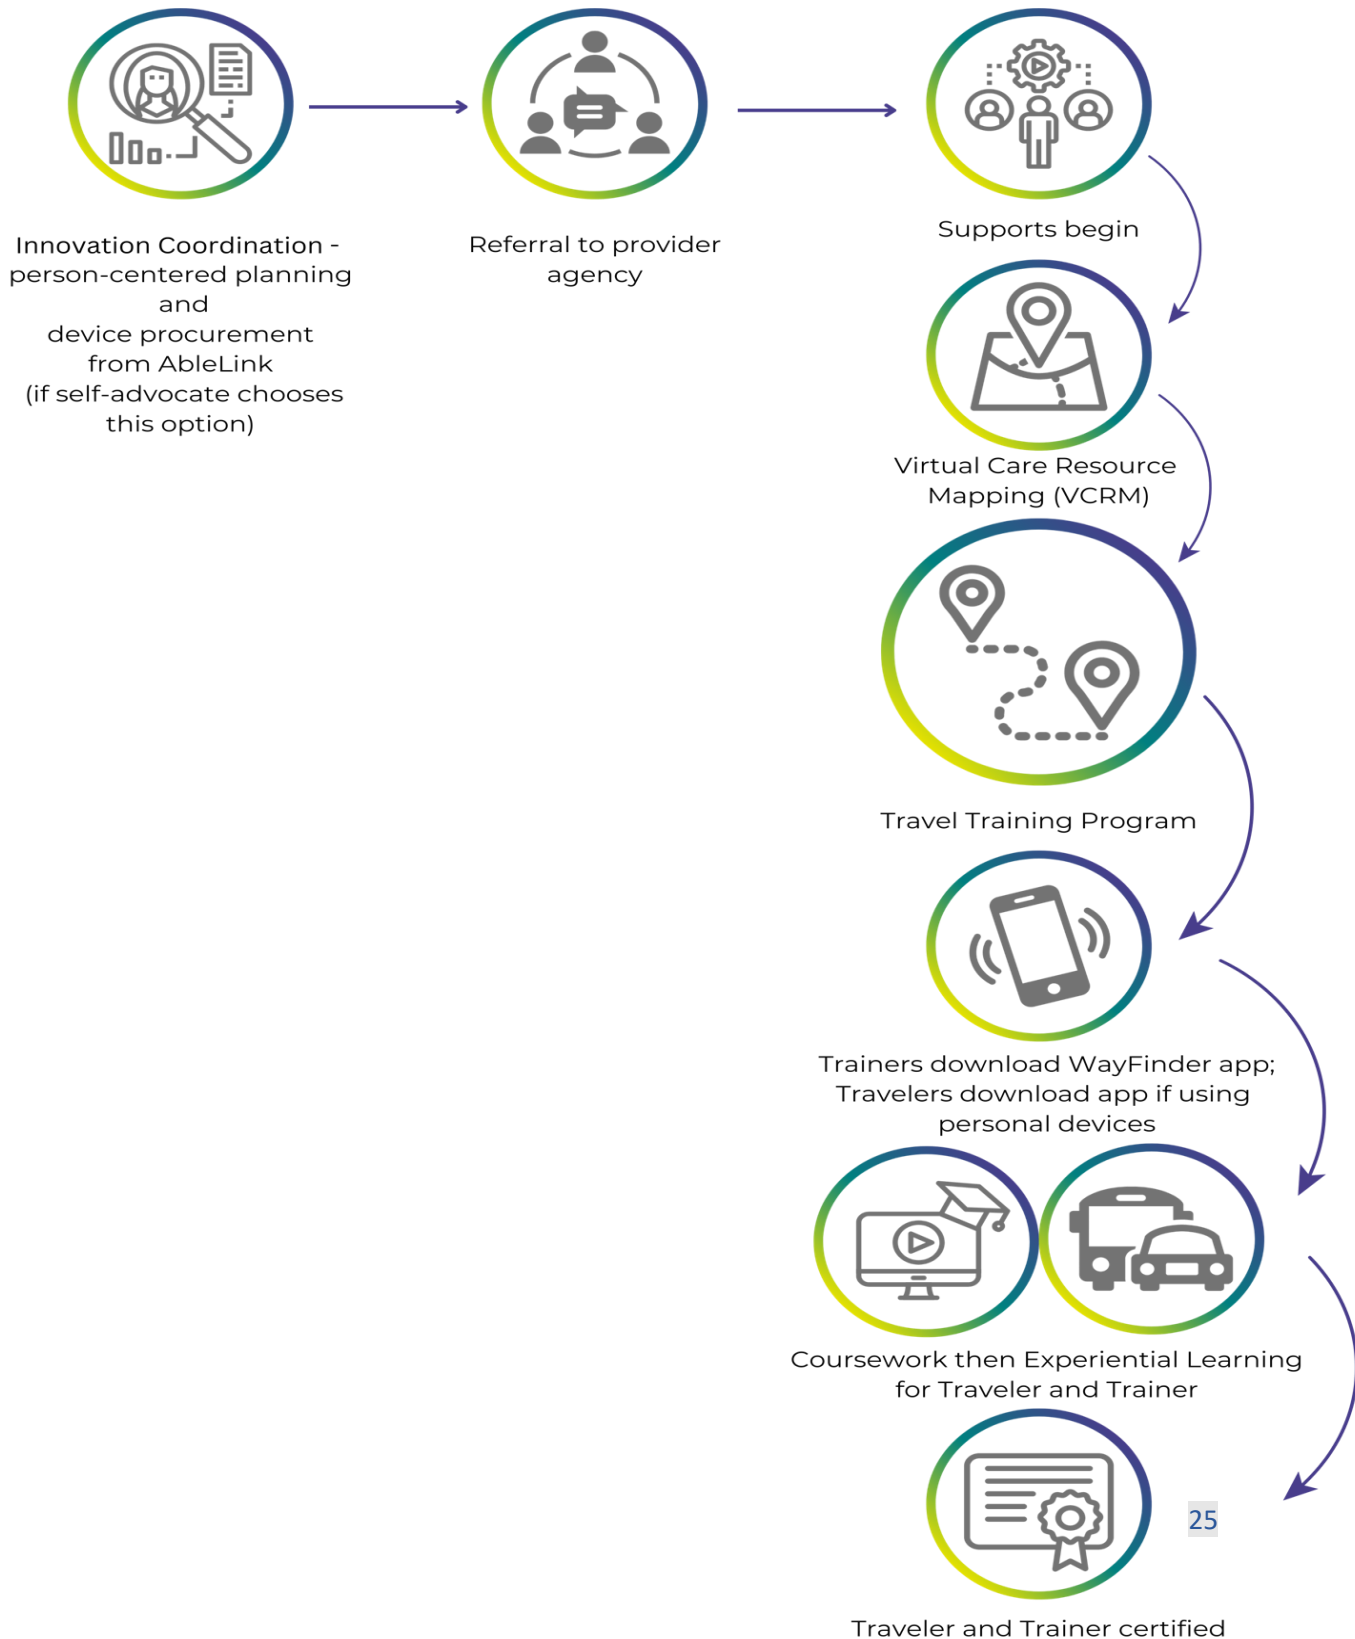 Innovation Coordination -
person-centered planning
and
device procurement
from AbleLink
(if self-advocate chooses
this option)
Referral to provider
agency
Supports begin
Virtual Care Resource
Mapping (VCRM)
Travel Training Program
Trainers download WayFinder app;
Travelers download app if using
personal devices
Coursework then Experiential Learning
for Traveler and Trainer
25
Traveler and Trainer certified